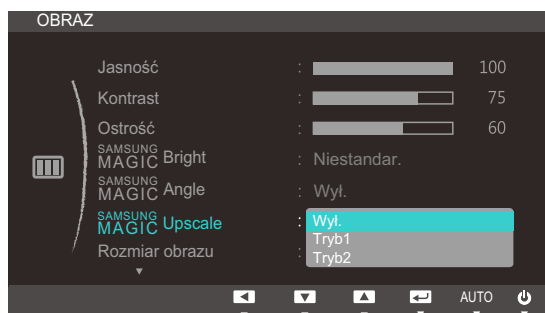 OBRAZ
Jasność : 100
Kontrast : 75
Ostrość : 60
SAMSUNG MAGIC Bright : Niestandar.
SAMSUNG MAGIC Angle : Wył.
SAMSUNG MAGIC Upscale : Wył.
Tryb1
Rozmiar obrazu : Tryb2
AUTO